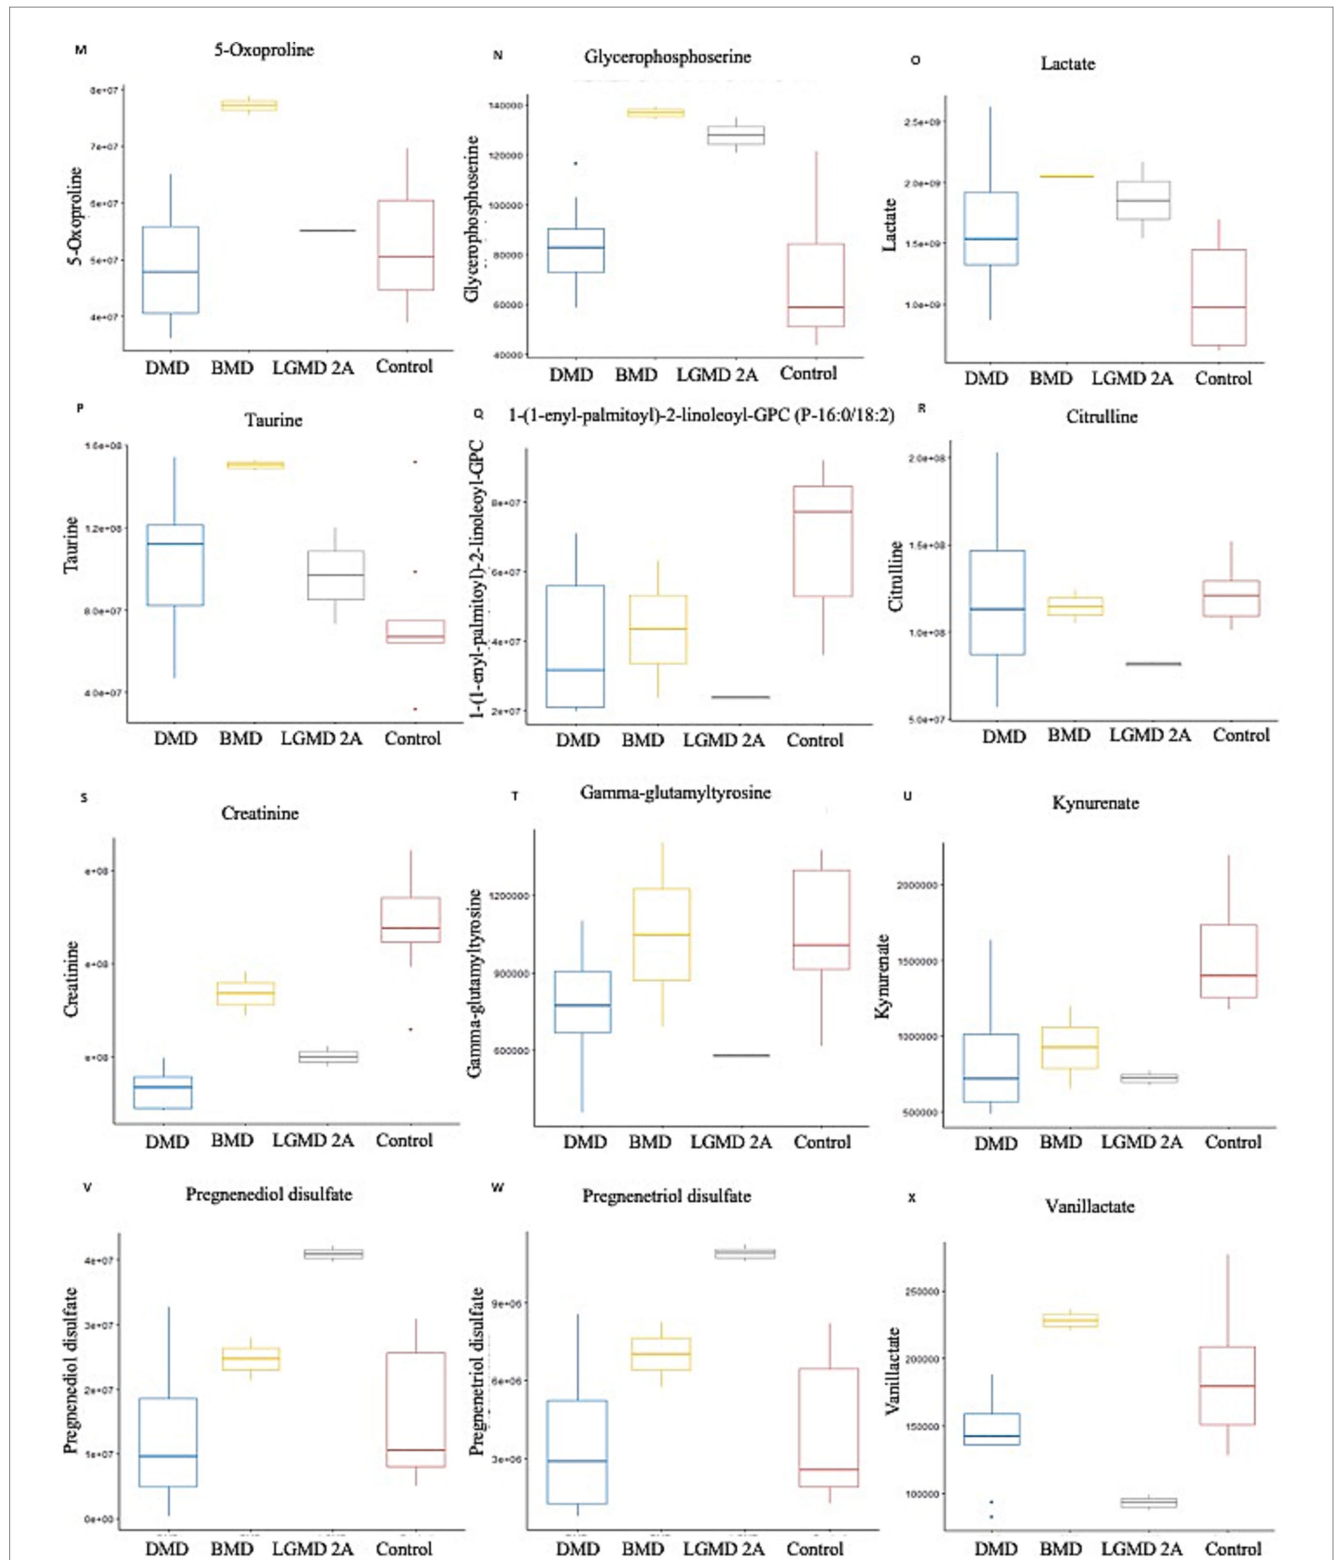 M
5-Oxoproline
5-Oxoproline
8e+07
7e+07
6e+07
5e+07
4e+07
DMD BMD LGMD 2A Control
N
Glycerophosphoserine
Glycerophosphoserine
140000
120000
100000
80000
60000
40000
DMD BMD LGMD 2A Control
O
Lactate
Lactate
2.5e+09
2.0e+09
1.5e+09
1.0e+09
DMD BMD LGMD 2A Control
P
Taurine
Taurine
1.6e+08
1.2e+08
8.0e+07
4.0e+07
DMD BMD LGMD 2A Control
Q
1-(1-enyl-palmitoyl)-2-linoleoyl-GPC (P-16:0/18:2)
1-(1-enyl-palmitoyl)-2-linoleoyl-GPC
8e+07
6e+07
4e+07
2e+07
DMD BMD LGMD 2A Control
R
Citrulline
Citrulline
2.0e+08
1.5e+08
1.0e+08
5.0e+07
DMD BMD LGMD 2A Control
S
Creatinine
Creatinine
e+08
e+08
e+08
DMD BMD LGMD 2A Control
T
Gamma-glutamyltyrosine
Gamma-glutamyltyrosine
1200000
900000
600000
DMD BMD LGMD 2A Control
U
Kynurenate
Kynurenate
2000000
1500000
1000000
500000
DMD BMD LGMD 2A Control
V
Pregnenediol disulfate
Pregnenediol disulfate
4e+07
3e+07
2e+07
1e+07
0e+00
DMD BMD LGMD 2A Control
W
Pregnenetriol disulfate
Pregnenetriol disulfate
9e+06
6e+06
3e+06
DMD BMD LGMD 2A Control
X
Vanillactate
Vanillactate
250000
200000
150000
100000
DMD BMD LGMD 2A Control